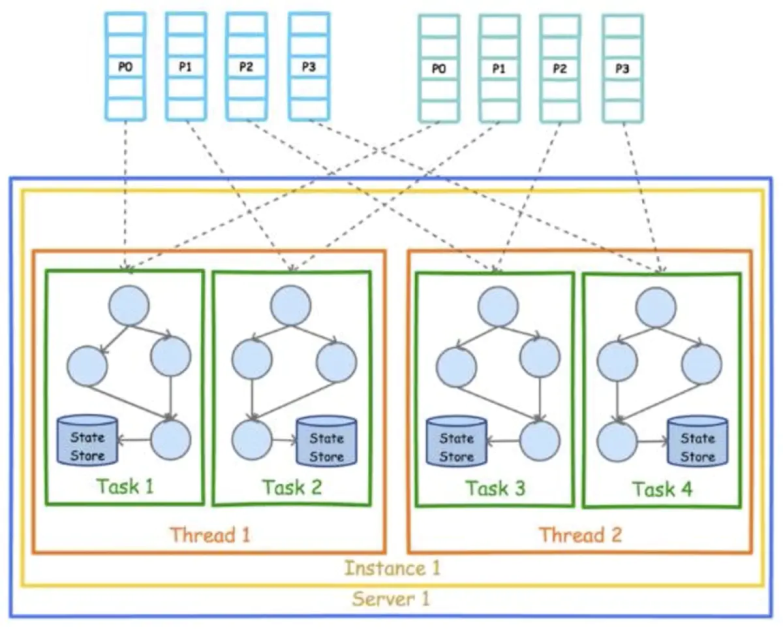 P0 P1 P2 P3 P0 P1 P2 P3
State Store
State Store
State Store
State Store
Task 1 Task 2 Task 3 Task 4
Thread 1 Thread 2
Instance 1
Server 1